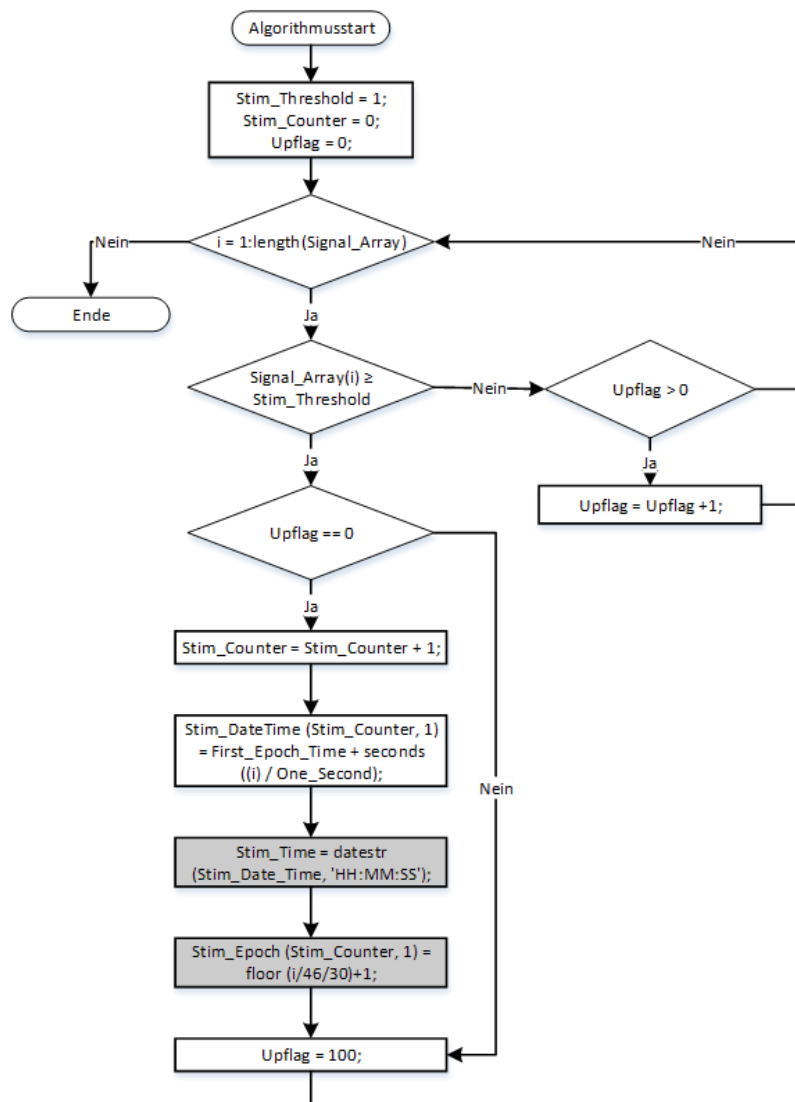 Algorithmusstart
Stim_Threshold = 1;
Stim_Counter = 0;
Upflag = 0;
Nein
i = 1:length(Signal_Array)
Nein
Ende
Ja
Signal_Array(i) ≥
Stim_Threshold
Nein
Upflag > 0
Ja
Ja
Upflag = Upflag +1;
Upflag == 0
Ja
Stim_Counter = Stim_Counter + 1;
Stim_DateTime (Stim_Counter, 1)
= First_Epoch_Time + seconds
((i) / One_Second);
Nein
Stim_Time = datestr
(Stim_Date_Time, 'HH:MM:SS');
Stim_Epoch (Stim_Counter, 1) =
floor (i/46/30)+1;
Upflag = 100;